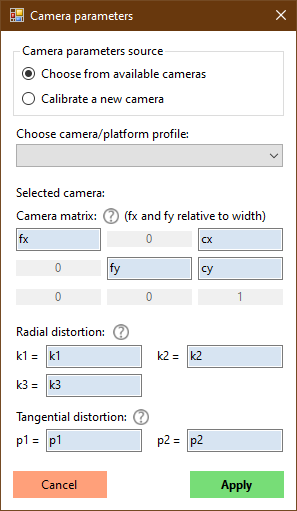 Camera parameters
Camera parameters source
Choose from available cameras
Calibrate a new camera
Choose camera/platform profile:
Selected camera:
Camera matrix: ? (fx and fy relative to width)
fx 0 cx
0 fy cy
0 0 1
Radial distortion: ?
k1 = k1 k2 = k2
k3 = k3
Tangential distortion: ?
p1 = p1 p2 = p2
Cancel Apply